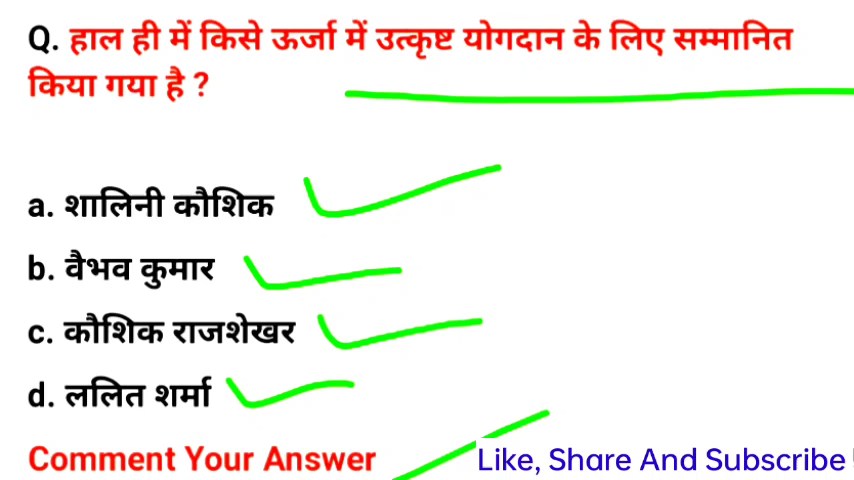 Q. हाल ही में किसे ऊर्जा में उत्कृष्ट योगदान के लिए सम्मानित
किया गया है ?
a. शालिनी कौशिक
b. वैभव कुमार
c. कौशिक राजशेखर
d. ललित शर्मा
Comment Your Answer
Like, Share And Subscribe